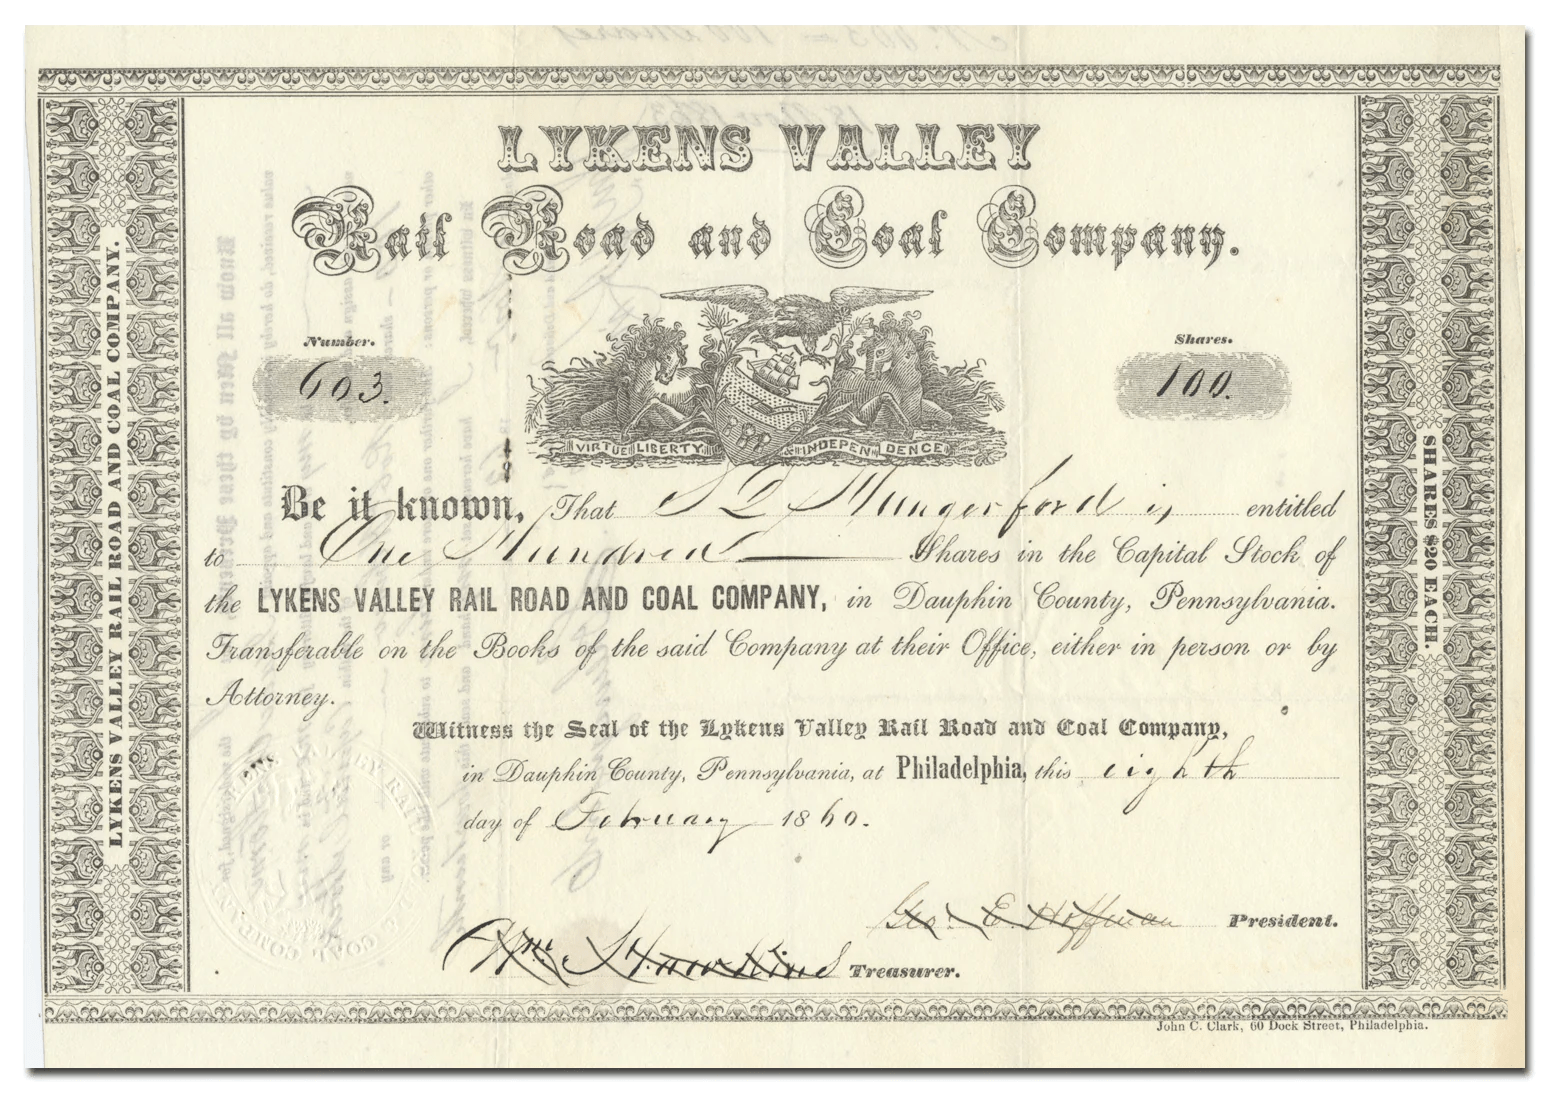 LYKENS VALLEY
Rail Road and Coal Company.
Number.
603.
Shares.
100.
VIRTUE LIBERTY & INDEPENDENCE
Be it known, That S D Hungerford is entitled
to One Hundred Shares in the Capital Stock of
the LYKENS VALLEY RAIL ROAD AND COAL COMPANY, in Dauphin County, Pennsylvania.
Transferable on the Books of the said Company at their Office, either in person or by
Attorney.
Witness the Seal of the Lykens Valley Rail Road and Coal Company,
in Dauphin County, Pennsylvania, at Philadelphia, this eighth
day of February 1860.
Geo. E. Hoffman President.
Wm. Hawkins Treasurer.
LYKENS VALLEY RAIL ROAD AND COAL COMPANY.
SHARES $20 EACH.
John C. Clark, 60 Dock Street, Philadelphia.